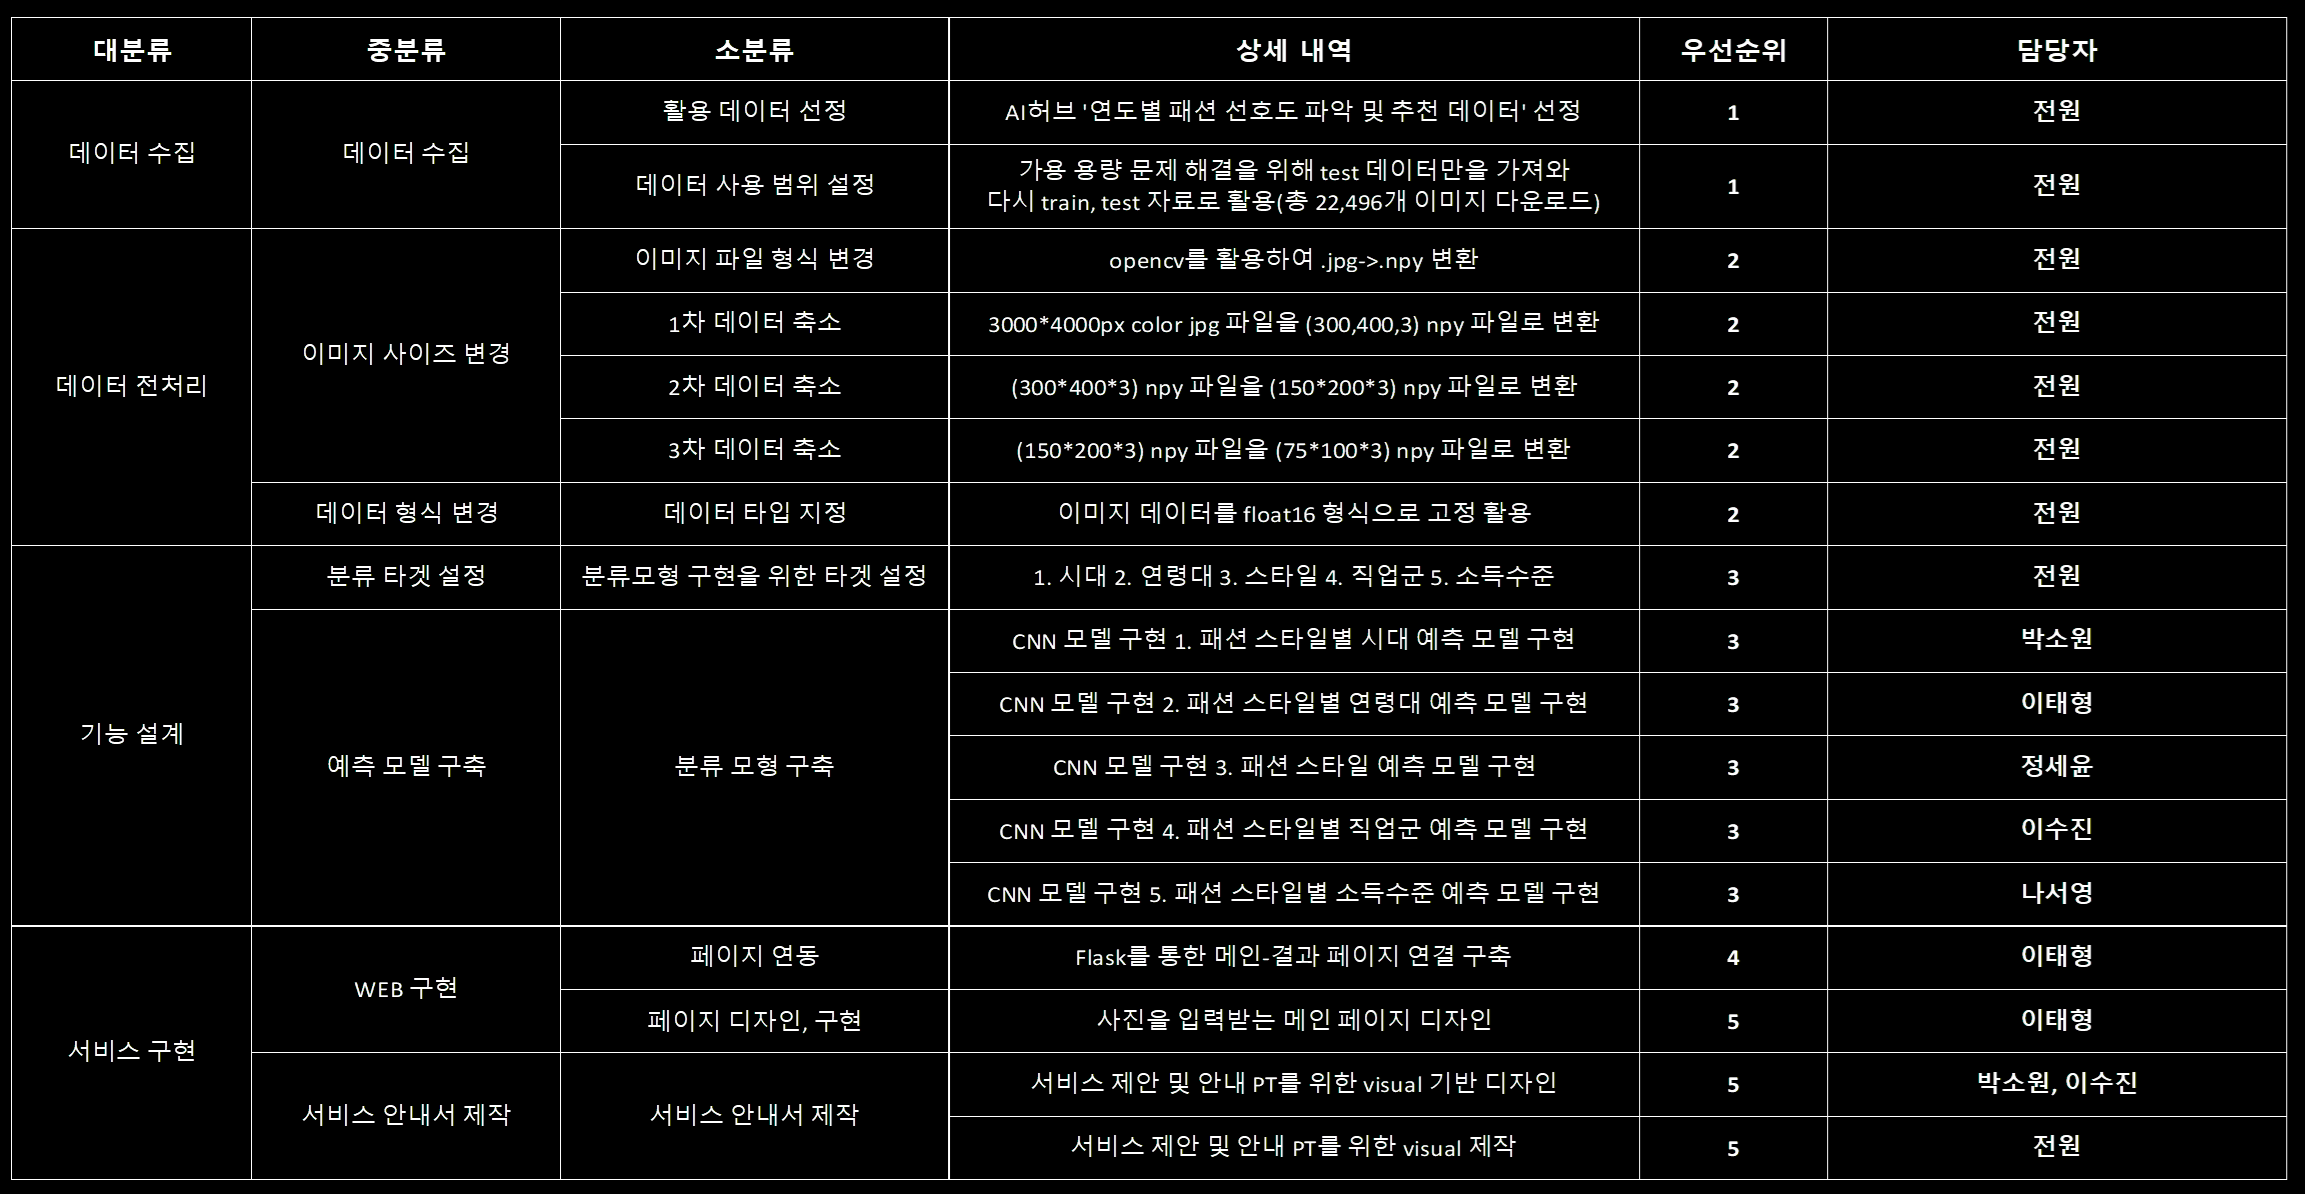 대분류 중분류 소분류 상세 내역 우선순위 담당자
데이터 수집 데이터 수집 활용 데이터 선정 AI허브 '연도별 패션 선호도 파악 및 추천 데이터' 선정 1 전원
데이터 사용 범위 설정 가용 용량 문제 해결을 위해 test 데이터만을 가져와
다시 train, test 자료로 활용(총 22,496개 이미지 다운로드) 1 전원
데이터 전처리 이미지 사이즈 변경 이미지 파일 형식 변경 opencv를 활용하여 .jpg->.npy 변환 2 전원
1차 데이터 축소 3000*4000px color jpg 파일을 (300,400,3) npy 파일로 변환 2 전원
2차 데이터 축소 (300*400*3) npy 파일을 (150*200*3) npy 파일로 변환 2 전원
3차 데이터 축소 (150*200*3) npy 파일을 (75*100*3) npy 파일로 변환 2 전원
데이터 형식 변경 데이터 타입 지정 이미지 데이터를 float16 형식으로 고정 활용 2 전원
기능 설계 분류 타겟 설정 분류모형 구현을 위한 타겟 설정 1. 시대 2. 연령대 3. 스타일 4. 직업군 5. 소득수준 3 전원
예측 모델 구축 분류 모형 구축 CNN 모델 구현 1. 패션 스타일별 시대 예측 모델 구현 3 박소원
CNN 모델 구현 2. 패션 스타일별 연령대 예측 모델 구현 3 이태형
CNN 모델 구현 3. 패션 스타일 예측 모델 구현 3 정세윤
CNN 모델 구현 4. 패션 스타일별 직업군 예측 모델 구현 3 이수진
CNN 모델 구현 5. 패션 스타일별 소득수준 예측 모델 구현 3 나서영
서비스 구현 WEB 구현 페이지 연동 Flask를 통한 메인-결과 페이지 연결 구축 4 이태형
페이지 디자인, 구현 사진을 입력받는 메인 페이지 디자인 5 이태형
서비스 안내서 제작 서비스 안내서 제작 서비스 제안 및 안내 PT를 위한 visual 기반 디자인 5 박소원, 이수진
서비스 제안 및 안내 PT를 위한 visual 제작 5 전원